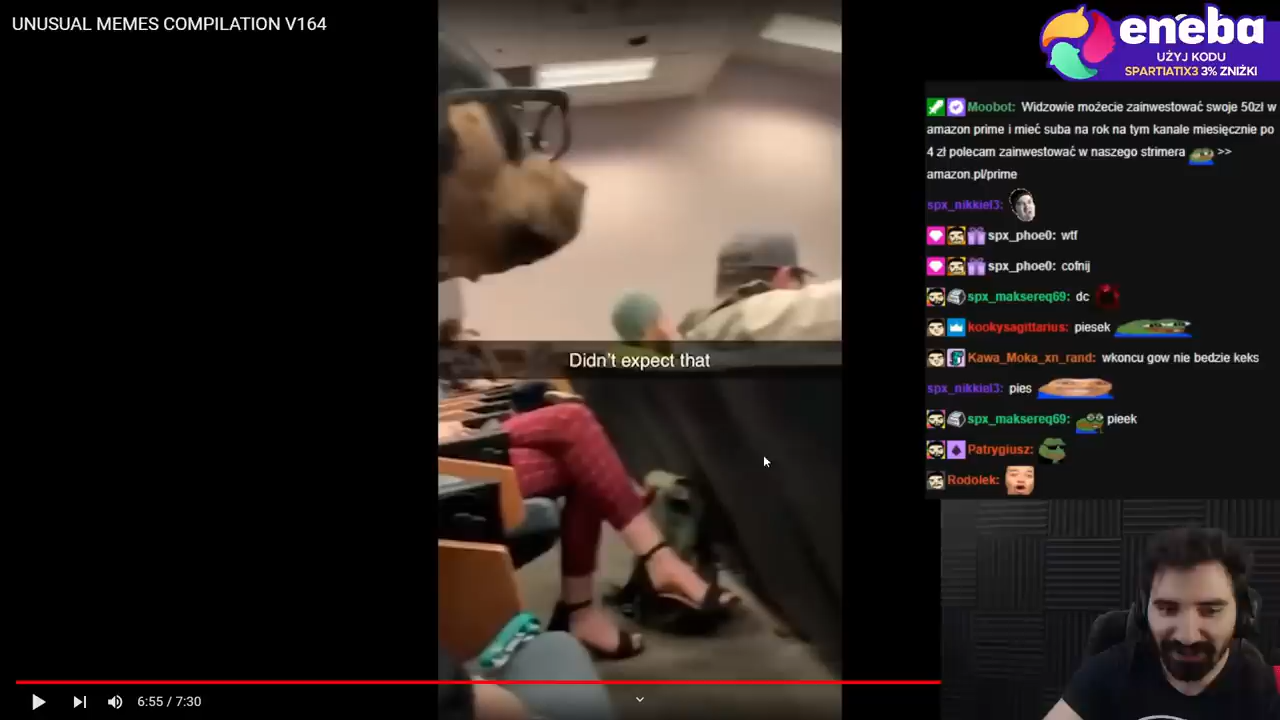 UNUSUAL MEMES COMPILATION V164
eneba
UŻYJ KODU
SPARTIATIX3 3% ZNIŻKI
Moobot: Widzowie możecie zainwestować swoje 50zł w
amazon prime i mieć suba na rok na tym kanale miesięcznie po
4 zł polecam zainwestować w naszego strimera >>
amazon.pl/prime
spx_nikkiel3:
spx_phoe0: wtf
spx_phoe0: cofnij
spx_maksereq69: dc
kookysagittarius: piesek
Kawa_Moka_xn_rand: wkoncu gow nie bedzie keks
spx_nikkiel3: pies
spx_maksereq69: pieek
Patrygiusz:
Rodolek:
Didn't expect that
6:55 / 7:30